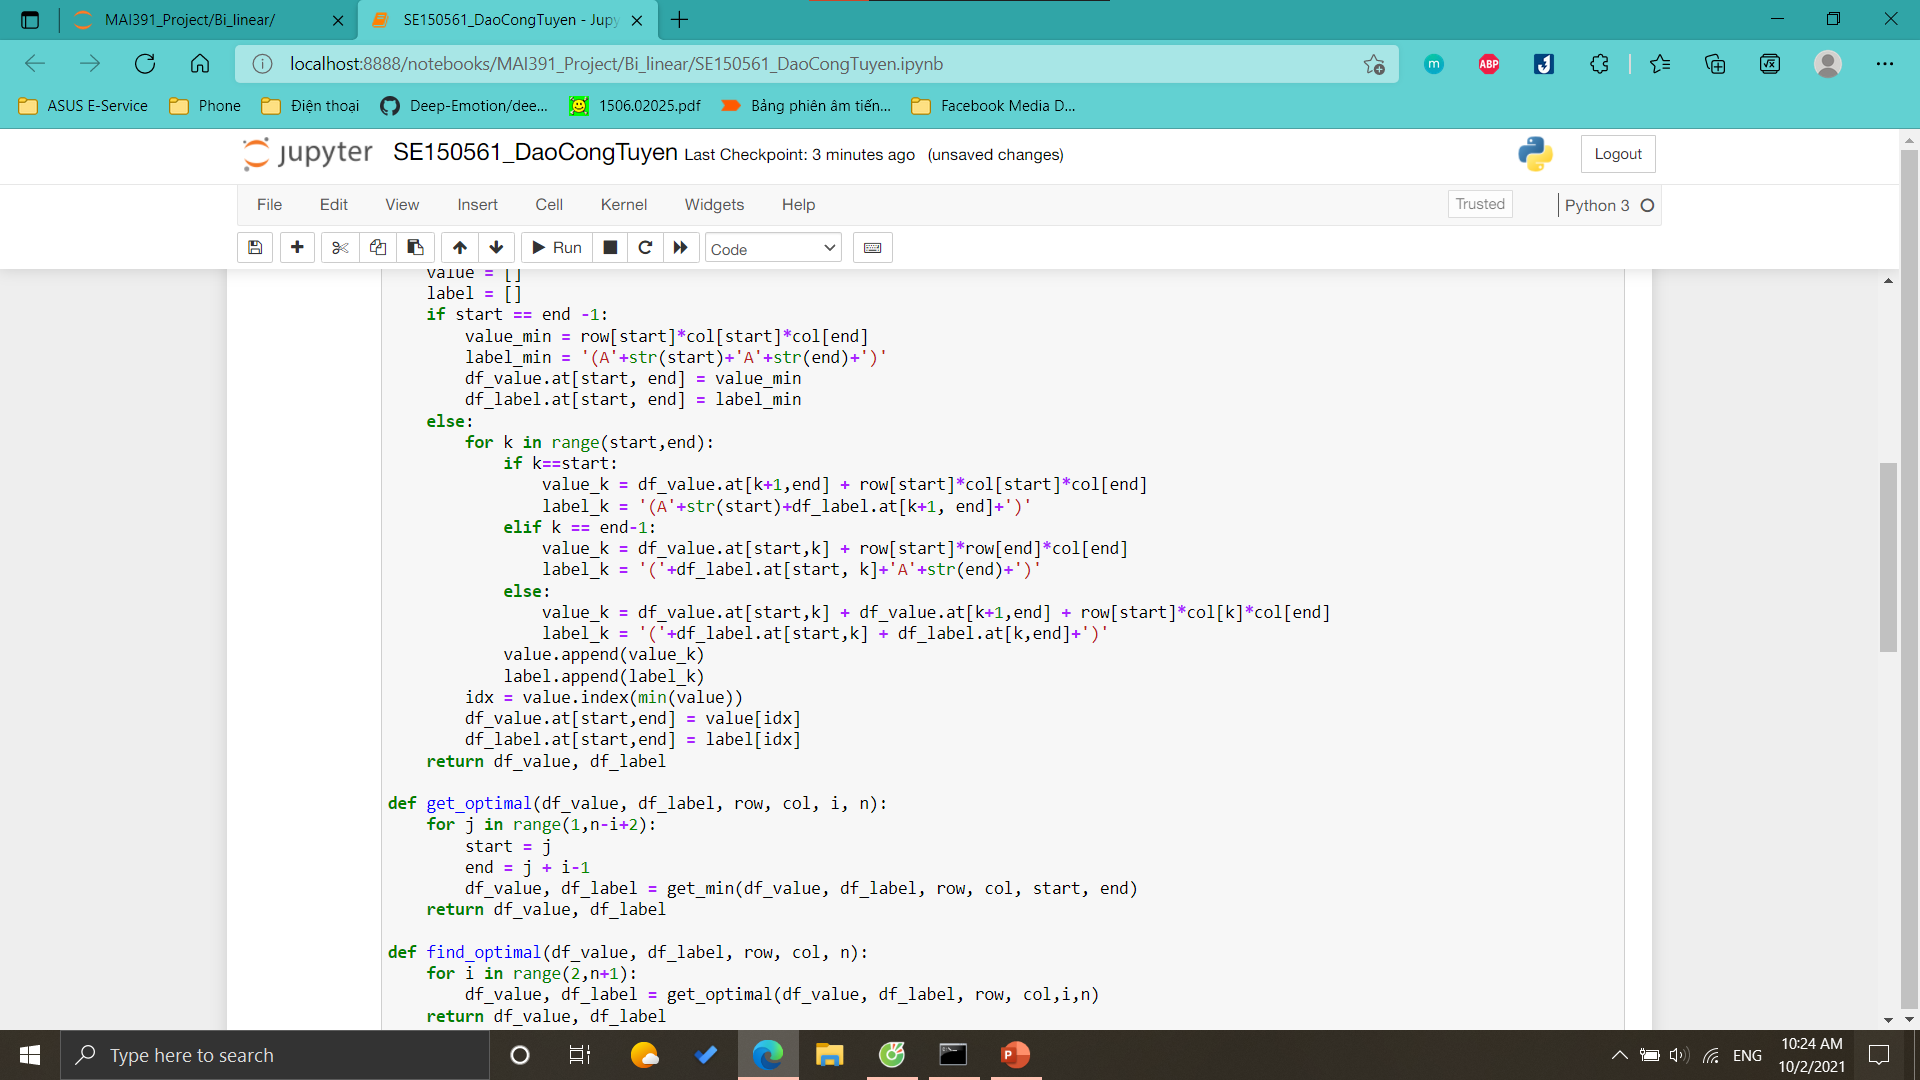 MAI391_Project/Bi_linear/
SE150561_DaoCongTuyen - Jupy
localhost:8888/notebooks/MAI391_Project/Bi_linear/SE150561_DaoCongTuyen.ipynb
m
ABP
ASUS E-Service
Phone
Điện thoại
Deep-Emotion/dee...
1506.02025.pdf
Bảng phiên âm tiến...
Facebook Media D...
jupyter
SE150561_DaoCongTuyen Last Checkpoint: 3 minutes ago (unsaved changes)
Logout
File
Edit
View
Insert
Cell
Kernel
Widgets
Help
Trusted
Python 3
Run
Code
    value = []
    label = []
    if start == end -1:
        value_min = row[start]*col[start]*col[end]
        label_min = '(A'+str(start)+'A'+str(end)+')'
        df_value.at[start, end] = value_min
        df_label.at[start, end] = label_min
    else:
        for k in range(start,end):
            if k==start:
                value_k = df_value.at[k+1,end] + row[start]*col[start]*col[end]
                label_k = '(A'+str(start)+df_label.at[k+1, end]+')'
            elif k == end-1:
                value_k = df_value.at[start,k] + row[start]*row[end]*col[end]
                label_k = '('+df_label.at[start, k]+'A'+str(end)+')'
            else:
                value_k = df_value.at[start,k] + df_value.at[k+1,end] + row[start]*col[k]*col[end]
                label_k = '('+df_label.at[start,k] + df_label.at[k,end]+')'
            value.append(value_k)
            label.append(label_k)
        idx = value.index(min(value))
        df_value.at[start,end] = value[idx]
        df_label.at[start,end] = label[idx]
    return df_value, df_label

def get_optimal(df_value, df_label, row, col, i, n):
    for j in range(1,n-i+2):
        start = j
        end = j + i-1
        df_value, df_label = get_min(df_value, df_label, row, col, start, end)
    return df_value, df_label

def find_optimal(df_value, df_label, row, col, n):
    for i in range(2,n+1):
        df_value, df_label = get_optimal(df_value, df_label, row, col,i,n)
    return df_value, df_label
Type here to search
P
ENG
10:24 AM
10/2/2021